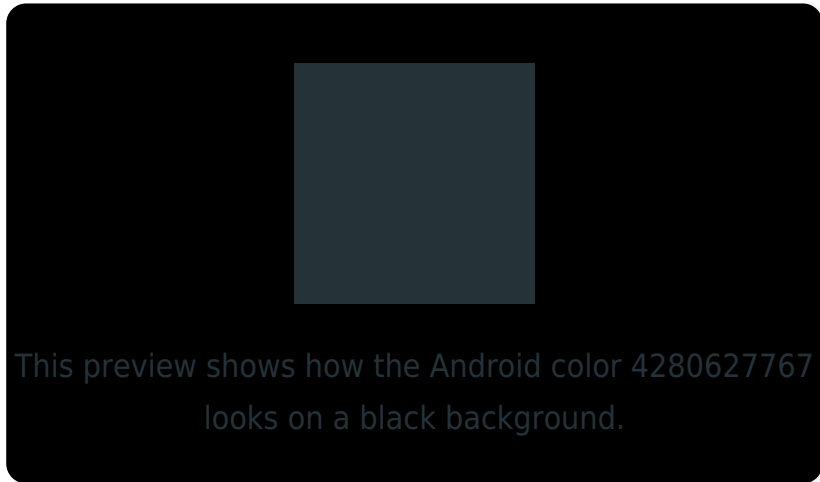 This preview shows how the Android color 4280627767
looks on a black background.